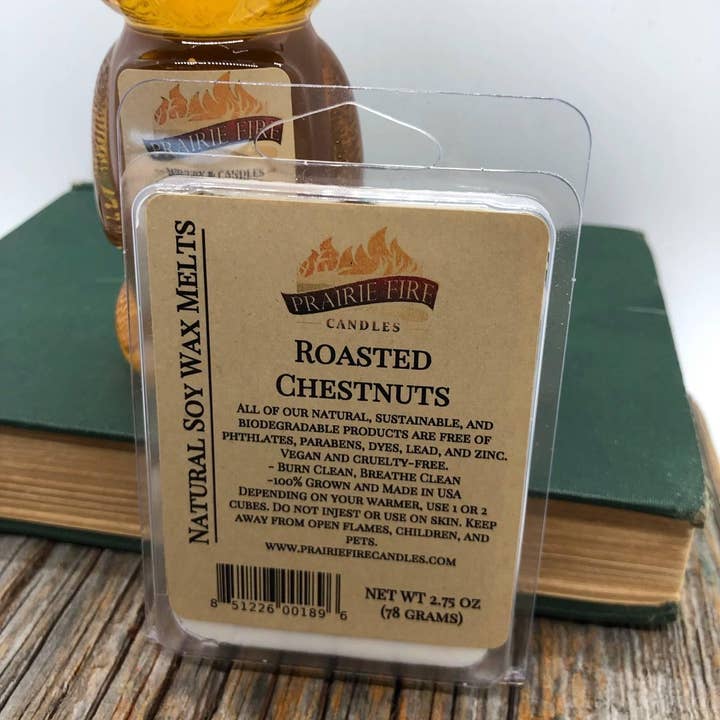 PRAIRIE FIRE
WINERY & CANDLES
NATURAL SOY WAX MELTS
PRAIRIE FIRE
CANDLES
ROASTED
CHESTNUTS
ALL OF OUR NATURAL, SUSTAINABLE, AND
BIODEGRADABLE PRODUCTS ARE FREE OF
PHTHLATES, PARABENS, DYES, LEAD, AND ZINC.
VEGAN AND CRUELTY-FREE.
- BURN CLEAN, BREATHE CLEAN
-100% GROWN AND MADE IN USA
DEPENDING ON YOUR WARMER, USE 1 OR 2
CUBES. DO NOT INJEST OR USE ON SKIN. KEEP
AWAY FROM OPEN FLAMES, CHILDREN, AND
PETS.
WWW.PRAIRIEFIRECANDLES.COM
8 51226 00189 6
NET WT 2.75 OZ
(78 GRAMS)